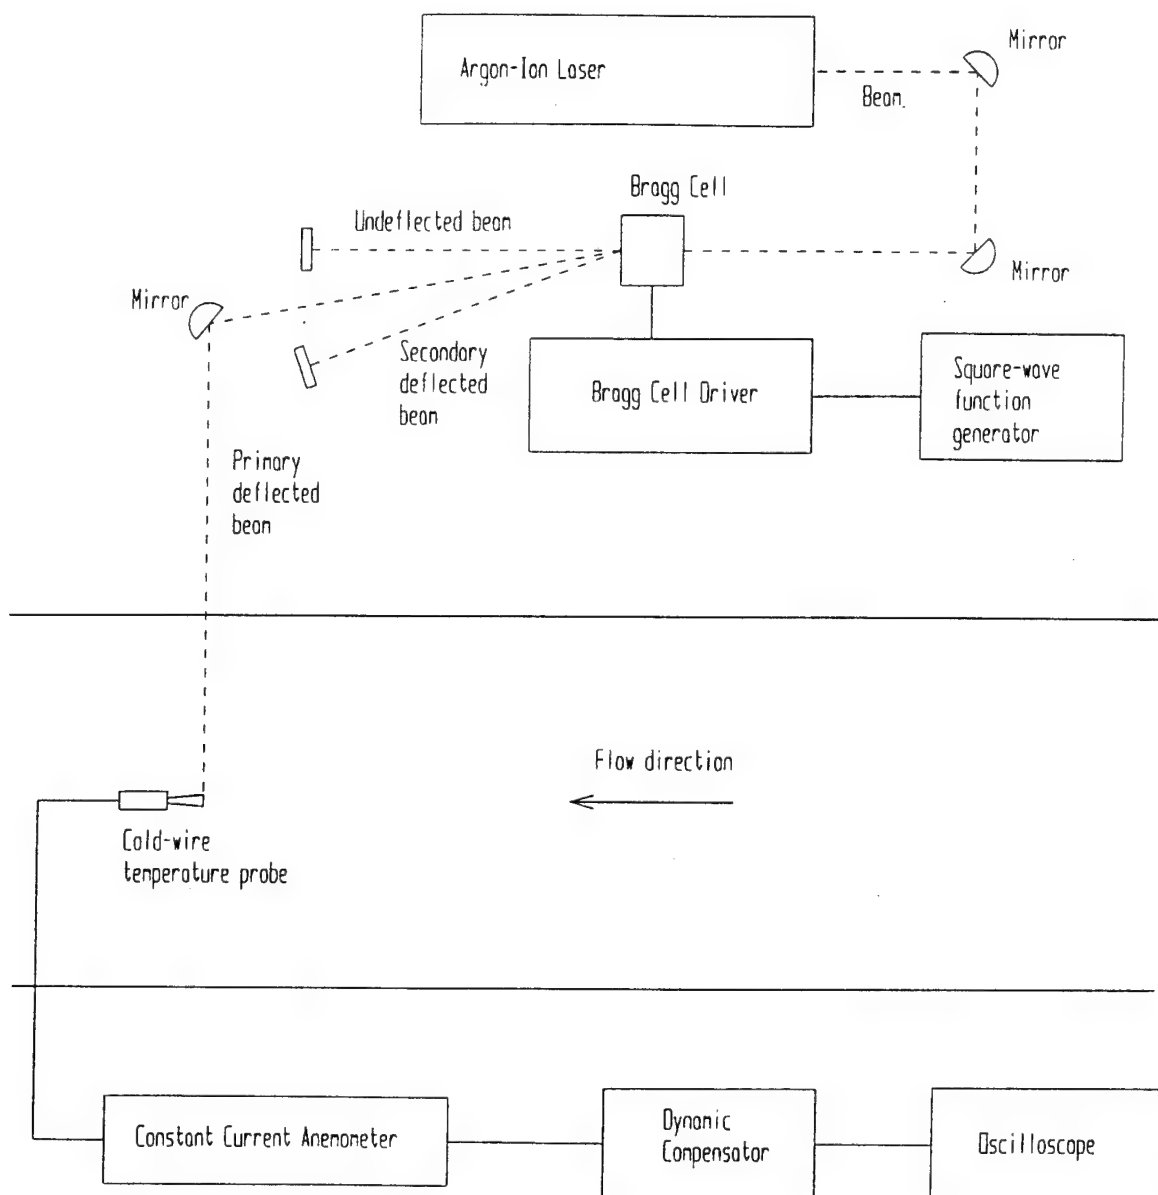 Mirror
Argon-Ion Laser
Beam.
Bragg Cell
Undeflected beam
Mirror
Mirror
Secondary
deflected
beam
Bragg Cell Driver
Square-wave
function
generator
Primary
deflected
beam
Flow direction
Cold-wire
temperature probe
Constant Current Anemometer
Dynamic
Compensator
Oscilloscope